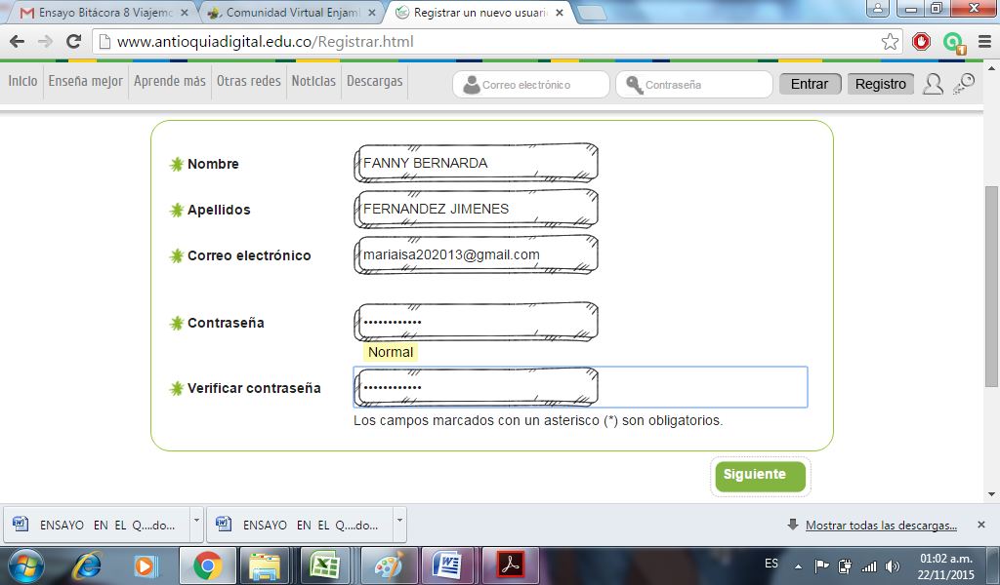 Ensayo Bitácora 8 Viajemo
Comunidad Virtual Enjamb
Registrar un nuevo usuari
www.antioquiadigital.edu.co/Registrar.html
1
Inicio Enseña mejor Aprende más Otras redes Noticias Descargas Correo electrónico Contraseña Entrar Registro
Nombre FANNY BERNARDA
Apellidos FERNANDEZ JIMENES
Correo electrónico mariaisa202013@gmail.com
Contraseña ••••••••••••
Normal
Verificar contraseña ••••••••••••
Los campos marcados con un asterisco (*) son obligatorios.
Siguiente
ENSAYO EN EL Q....do... ENSAYO EN EL Q....do... Mostrar todas las descargas...
ES 01:02 a.m.
22/11/2015